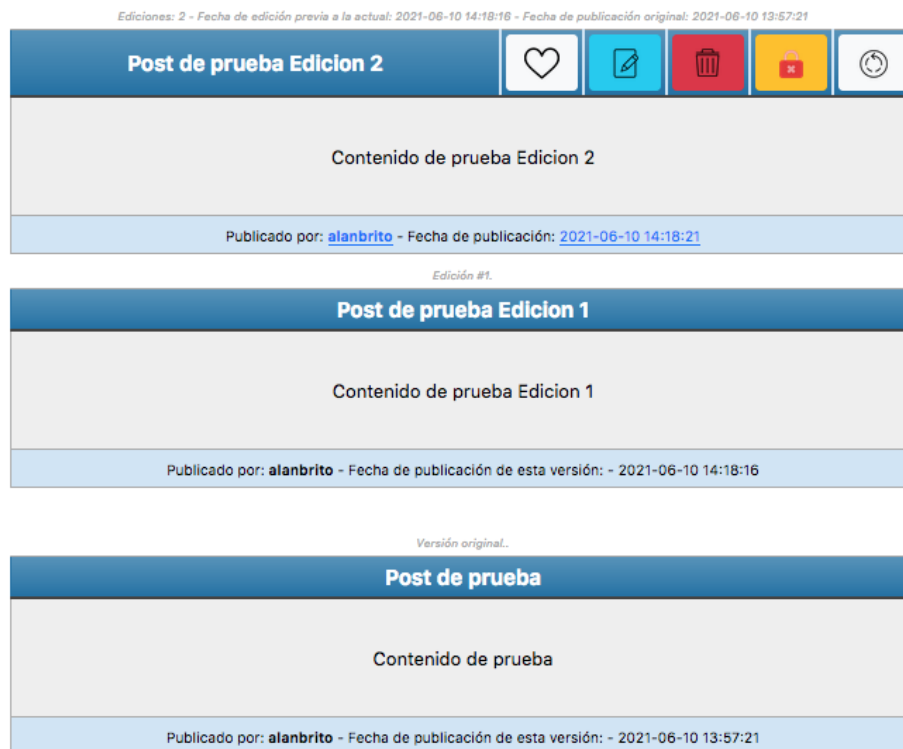 Ediciones: 2 - Fecha de edición previa a la actual: 2021-06-10 14:18:16 - Fecha de publicación original: 2021-06-10 13:57:21
Post de prueba Edicion 2
Contenido de prueba Edicion 2
Publicado por: alanbrito - Fecha de publicación: 2021-06-10 14:18:21
Edición #1.
Post de prueba Edicion 1
Contenido de prueba Edicion 1
Publicado por: alanbrito - Fecha de publicación de esta versión: - 2021-06-10 14:18:16
Versión original..
Post de prueba
Contenido de prueba
Publicado por: alanbrito - Fecha de publicación de esta versión: - 2021-06-10 13:57:21